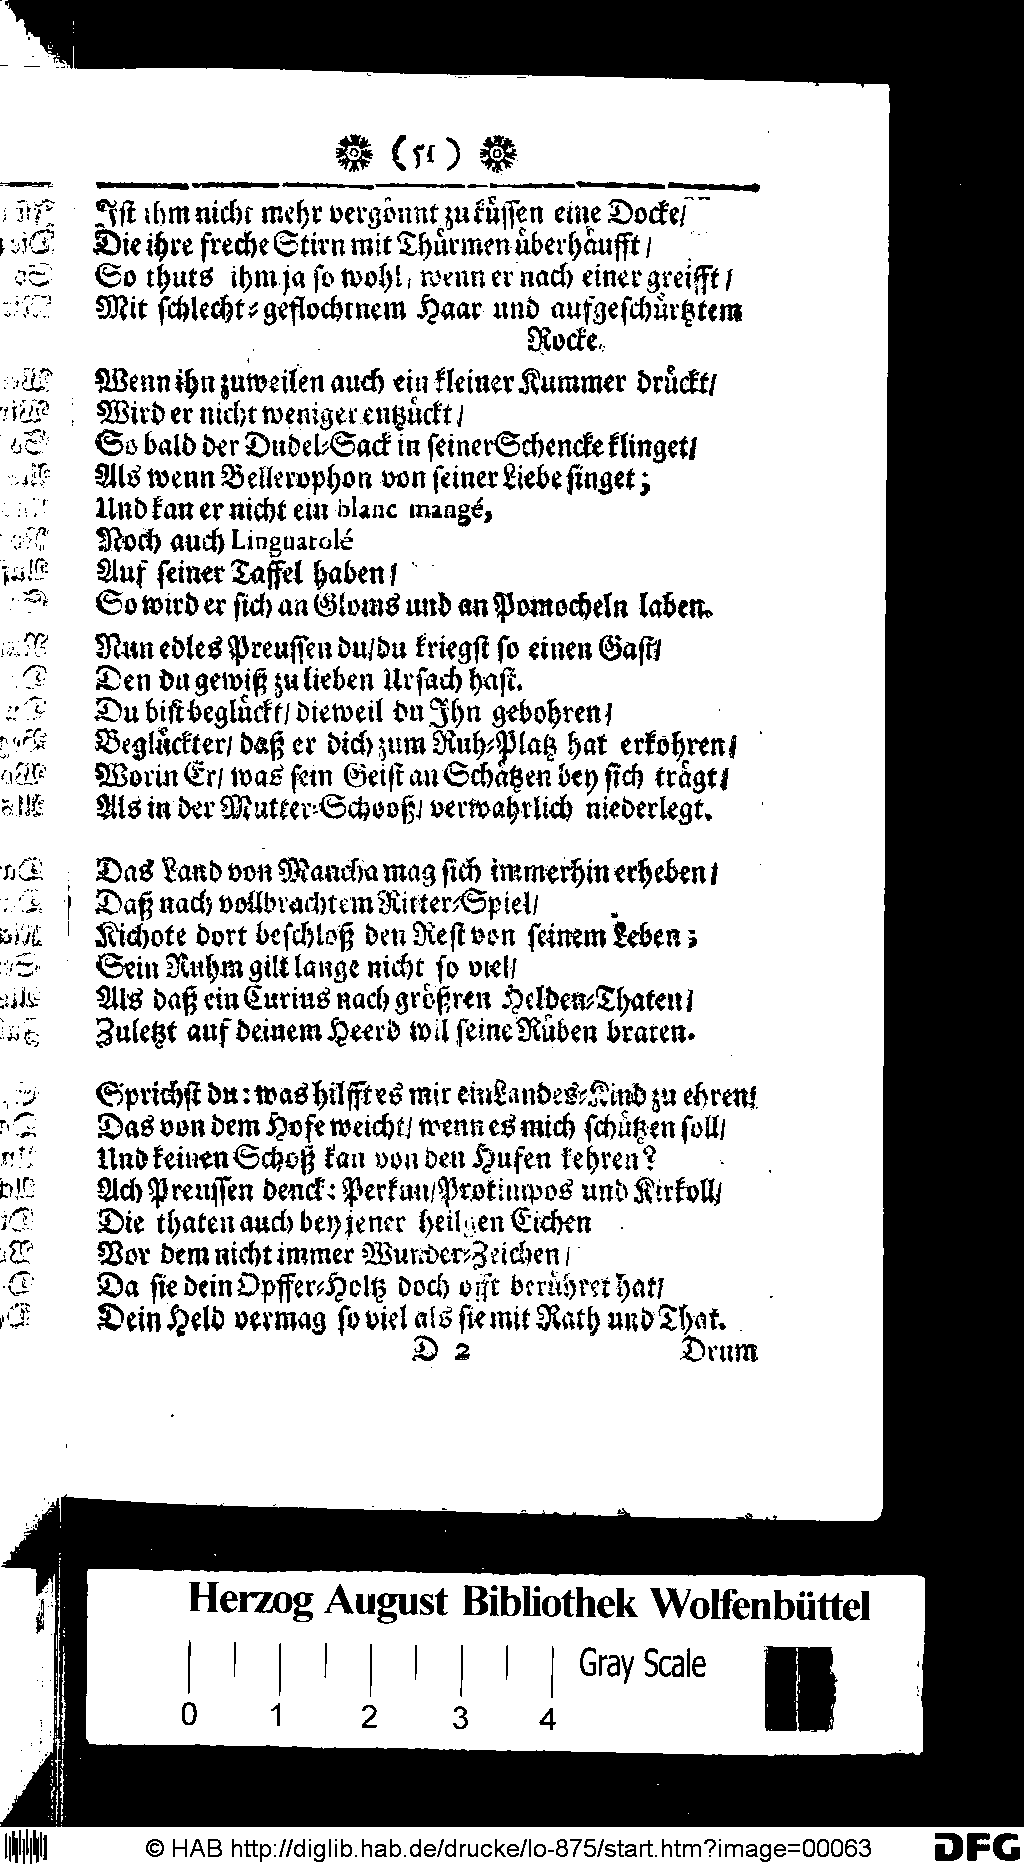 (51)
Ist ihm nicht mehr vergönnt zu küssen eine Docke/
Die ihre freche Stirn mit Thürmen überhäufft/
So thuts ihm ja so wohl, wenn er nach einer greifft/
Mit schlecht-geflochtnem Haar und aufgeschürtztem
Rocke.
Wenn ihn zuweilen auch ein kleiner Kummer drückt/
Wird er nicht weniger entzückt/
So bald der Dudel-Sack in seiner Schencke klinget/
Als wenn Bellerophon von seiner Liebe singet;
Und kan er nicht ein blanc mangé,
Noch auch Linguatolé
Auf seiner Taffel haben/
So wird er sich an Gloms und an Pomocheln laben.
Nun edles Preussen du/ du kriegst so einen Gast/
Den du gewiß zu lieben Ursach hast.
Du bist beglückt/ dieweil du Ihn gebohren/
Beglückter/ daß er dich zum Ruh-Platz hat erkohren/
Worin Er/ was sein Geist an Schätzen bey sich trägt/
Als in der Mutter-Schooß/ verwahrlich niederlegt.
Das Land von Mancha mag sich immerhin erheben/
Daß nach vollbrachtem Ritter-Spiel/
Kichote dort beschloß den Rest von seinem Leben;
Sein Ruhm gilt lange nicht so viel/
Als daß ein Curius nach größren Helden-Thaten/
Zuletzt auf deinem Heerd wil seine Rüben braten.
Sprichst du: was hilfft es mir ein Landes-Kind zu ehren/
Das von dem Hofe weicht/ wenn es mich schützen soll/
Und keinen Schoß kan von den Hufen kehren?
Ach Preussen denck: Perkun/ Protimpos und Kirkoll/
Die thaten auch bey jener heilgen Eichen
Vor dem nicht immer Wunder-Zeichen/
Da sie dein Opffer-Holtz doch offt berühret hat/
Dein Held vermag so viel als sie mit Rath und That.
D 2 Drum
Herzog August Bibliothek Wolfenbüttel
Gray Scale
0 1 2 3 4
© HAB http://diglib.hab.de/drucke/lo-875/start.htm?image=00063
DFG